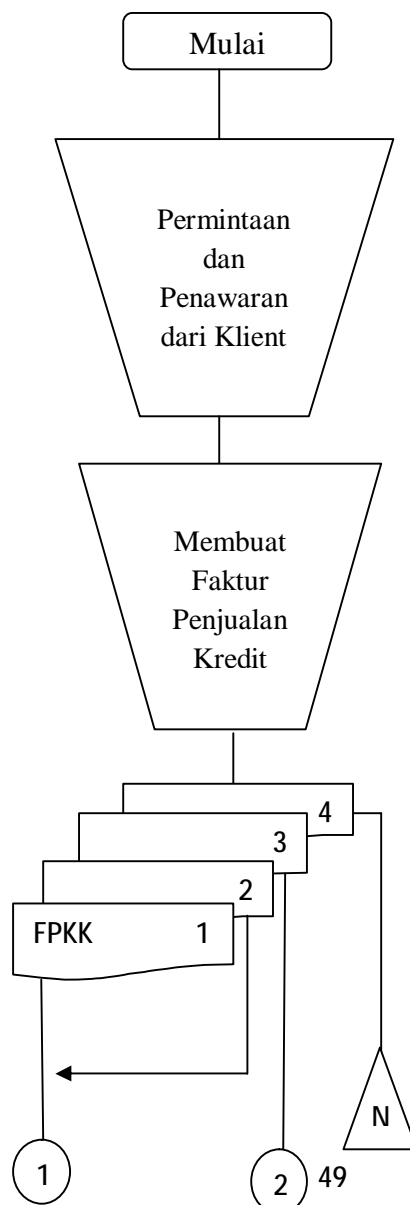 Mulai
Permintaan
dan
Penawaran
dari Klient
Membuat
Faktur
Penjualan
Kredit
4
3
2
FPKK 1
N
1
2 49